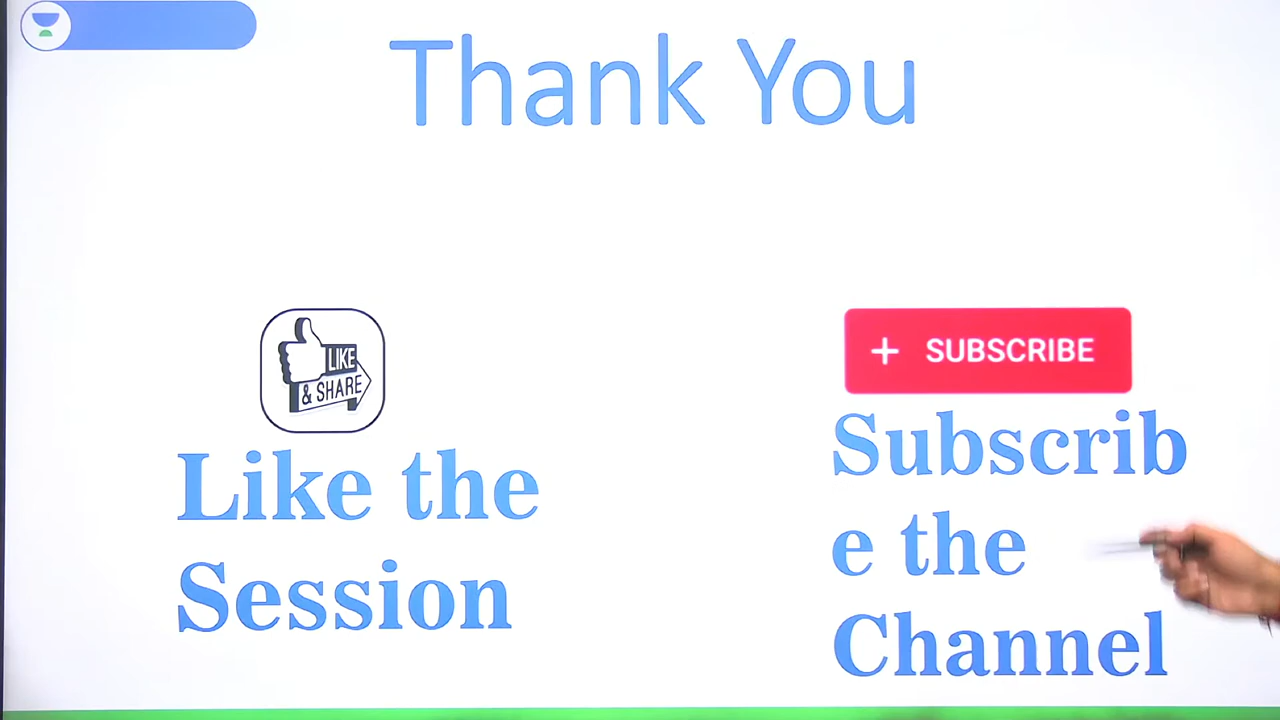 Thank You
LIKE
& SHARE
Like the
Session
+ SUBSCRIBE
Subscrib
e the
Channel